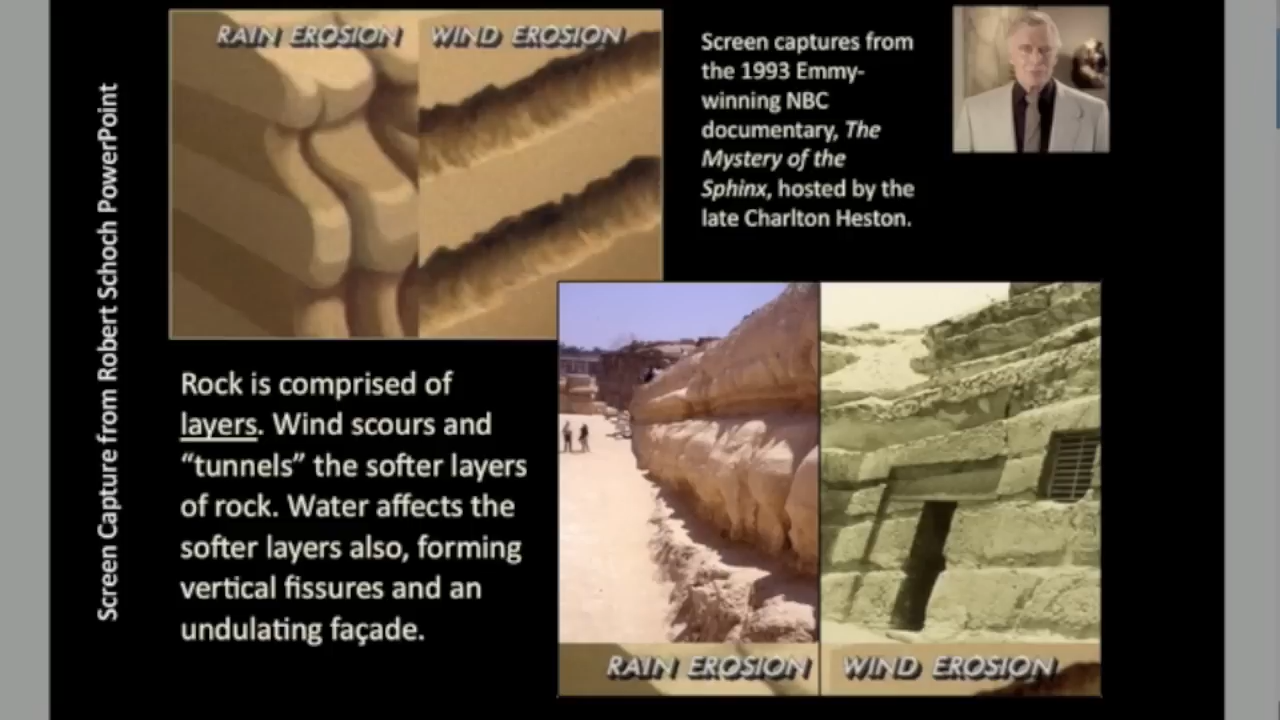 Screen Capture from Robert Schoch PowerPoint
RAIN EROSION
WIND EROSION
Screen captures from
the 1993 Emmy-
winning NBC
documentary, The
Mystery of the
Sphinx, hosted by the
late Charlton Heston.
Rock is comprised of
layers. Wind scours and
“tunnels” the softer layers
of rock. Water affects the
softer layers also, forming
vertical fissures and an
undulating façade.
RAIN EROSION
WIND EROSION